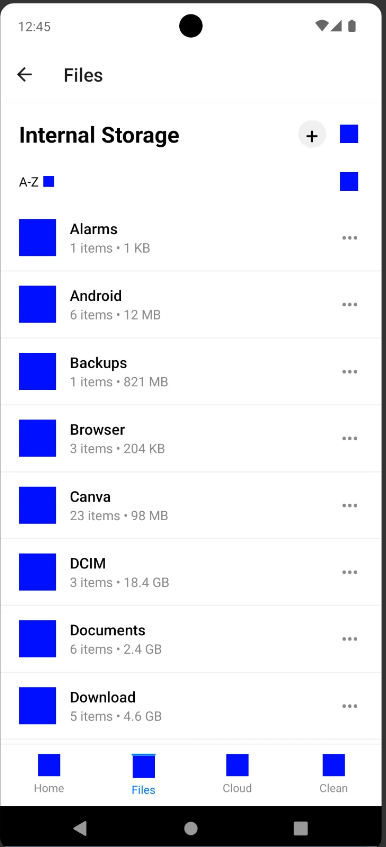 12:45
Files
Internal Storage
A-Z
Alarms
1 items • 1 KB
Android
6 items • 12 MB
Backups
1 items • 821 MB
Browser
3 items • 204 KB
Canva
23 items • 98 MB
DCIM
3 items • 18.4 GB
Documents
6 items • 2.4 GB
Download
5 items • 4.6 GB
Home
Files
Cloud
Clean